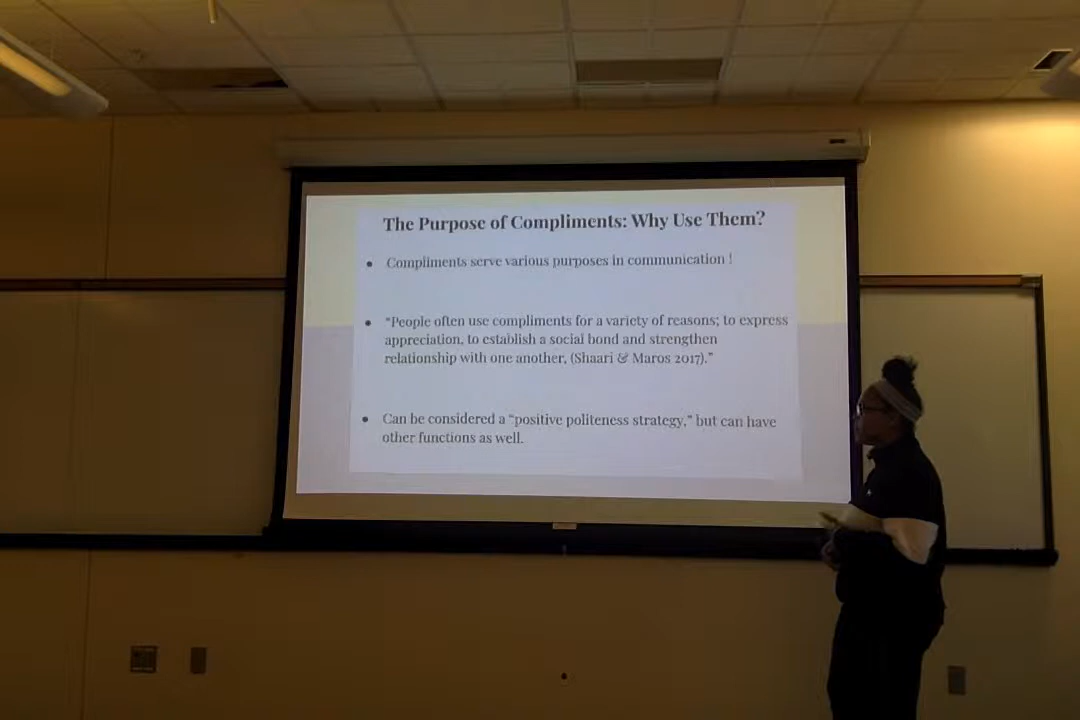 The Purpose of Compliments: Why Use Them?
● Compliments serve various purposes in communication !
● "People often use compliments for a variety of reasons; to express
appreciation, to establish a social bond and strengthen
relationship with one another, (Shaari & Maros 2017)."
● Can be considered a "positive politeness strategy," but can have
other functions as well.